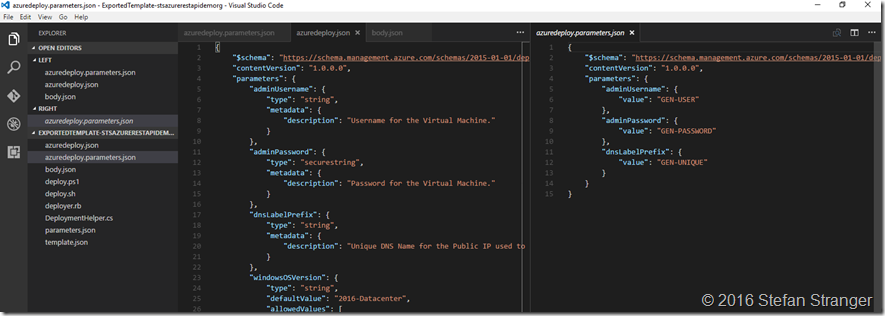 azuredeploy.parameters.json - ExportedTemplate-stsazurerestapidemorg - Visual Studio Code
File Edit View Go Help
EXPLORER
OPEN EDITORS
LEFT
azuredeploy.parameters.json
azuredeploy.json
body.json
RIGHT
azuredeploy.parameters.json
EXPORTEDTEMPLATE-STSAZURERESTAPIDEM...
azuredeploy.json
azuredeploy.parameters.json
body.json
deploy.ps1
deploy.sh
deployer.rb
DeploymentHelper.cs
parameters.json
template.json
azuredeploy.parameters.json azuredeploy.json × body.json ...
1 {
2 "$schema": "https://schema.management.azure.com/schemas/2015-01-01/dep
3 "contentVersion": "1.0.0.0",
4 "parameters": {
5 "adminUsername": {
6 "type": "string",
7 "metadata": {
8 "description": "Username for the Virtual Machine."
9 }
10 },
11 "adminPassword": {
12 "type": "securestring",
13 "metadata": {
14 "description": "Password for the Virtual Machine."
15 }
16 },
17 "dnsLabelPrefix": {
18 "type": "string",
19 "metadata": {
20 "description": "Unique DNS Name for the Public IP used to
21 }
22 },
23 "windowsOSVersion": {
24 "type": "string",
25 "defaultValue": "2016-Datacenter",
26 "allowedValues": [
azuredeploy.parameters.json × ...
1 {
2 "$schema": "https://schema.management.azure.com/schemas/2015-01-01/dep
3 "contentVersion": "1.0.0.0",
4 "parameters": {
5 "adminUsername": {
6 "value": "GEN-USER"
7 },
8 "adminPassword": {
9 "value": "GEN-PASSWORD"
10 },
11 "dnsLabelPrefix": {
12 "value": "GEN-UNIQUE"
13 }
14 }
15 }
© 2016 Stefan Stranger